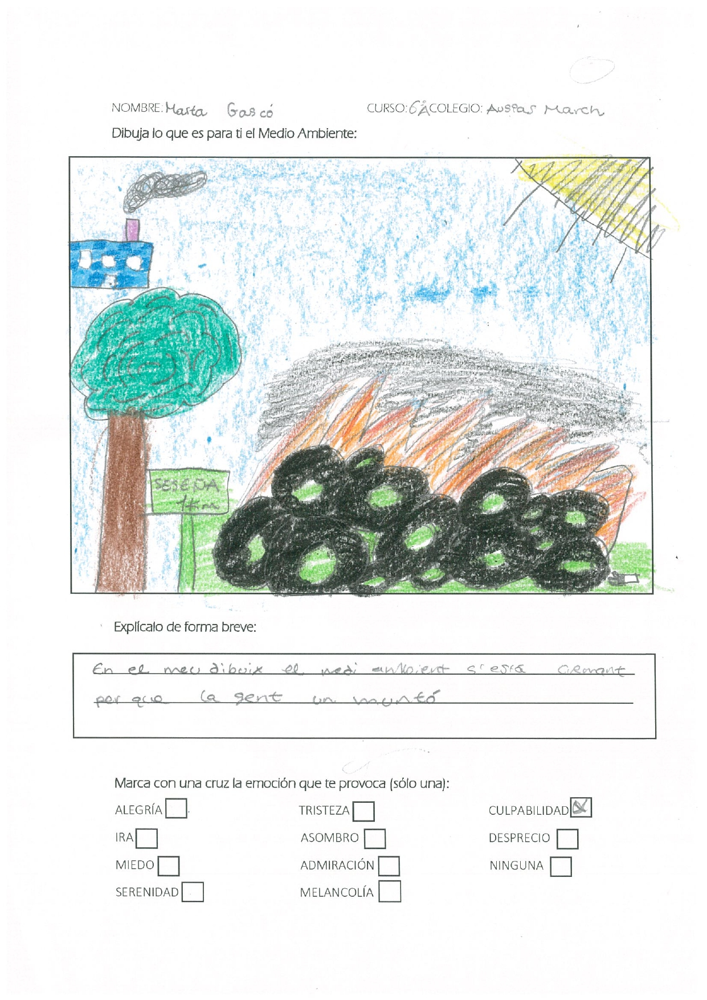 NOMBRE: Marta Gascó CURSO: 6ºA COLEGIO: Ausias March
Dibuja lo que es para ti el Medio Ambiente:
SESEÑA
1Km
Explícalo de forma breve:
En el meu dibuix el medi ambient s'está cremant
per que la gent un muntó
Marca con una cruz la emoción que te provoca (sólo una):
ALEGRÍA TRISTEZA CULPABILIDAD X
IRA ASOMBRO DESPRECIO
MIEDO ADMIRACIÓN NINGUNA
SERENIDAD MELANCOLÍA